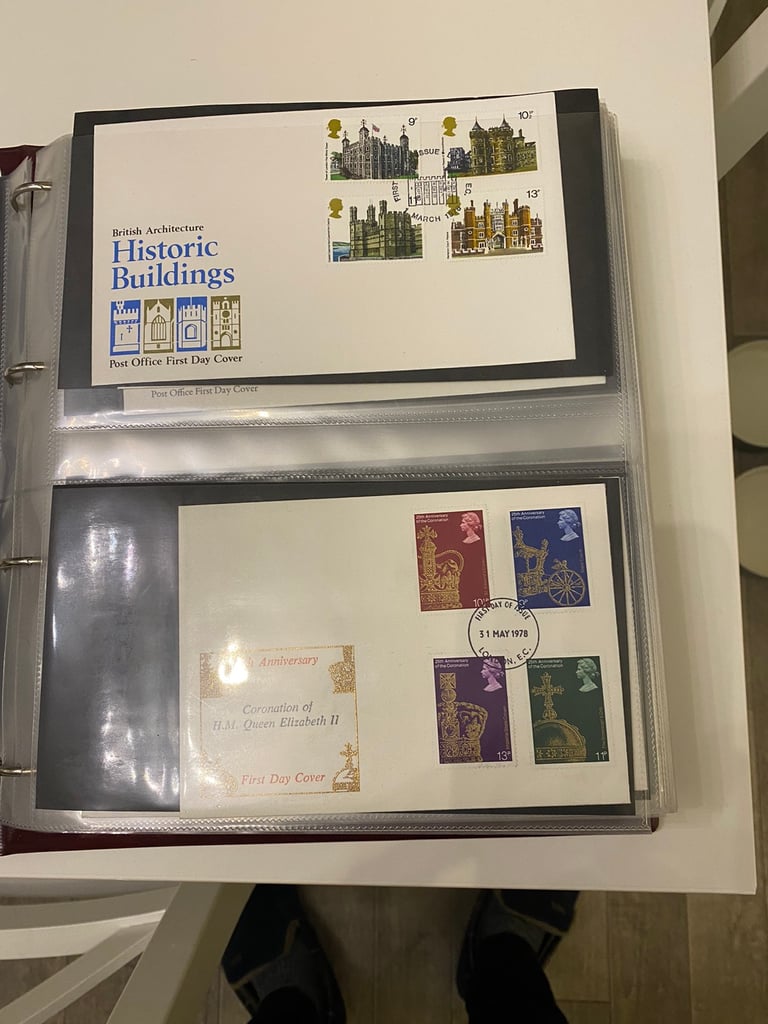 9P
10½P
FIRST
ISSUE
11P
13P
MARCH
British Architecture
Historic
Buildings
Post Office First Day Cover
Post Office First Day Cover
25th Anniversary
of the Coronation
10½P
25th Anniversary
of the Coronation
9P
FIRST DAY OF ISSUE
31 MAY 1978
LONDON, E.C.
25th Anniversary
of the Coronation
13P
25th Anniversary
of the Coronation
11P
Anniversary
Coronation of
H.M. Queen Elizabeth II
First Day Cover